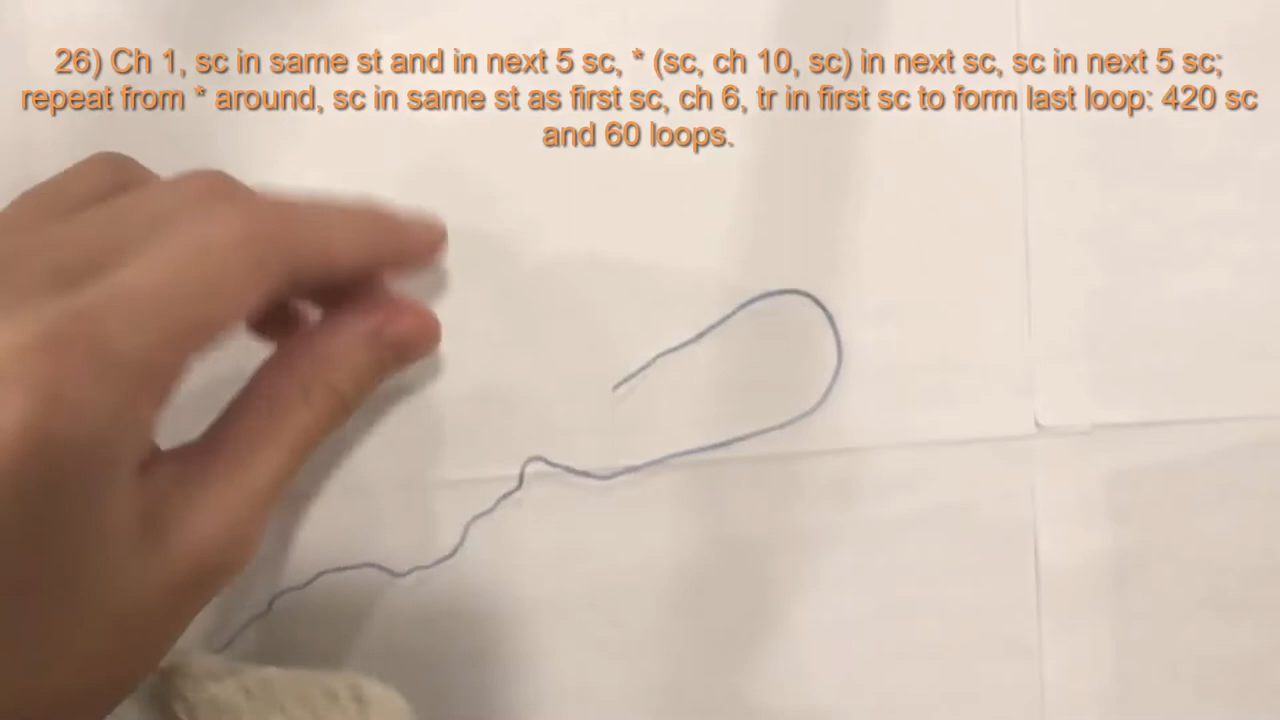 26) Ch 1, sc in same st and in next 5 sc, * (sc, ch 10, sc) in next sc, sc in next 5 sc;
repeat from * around, sc in same st as first sc, ch 6, tr in first sc to form last loop: 420 sc
and 60 loops.